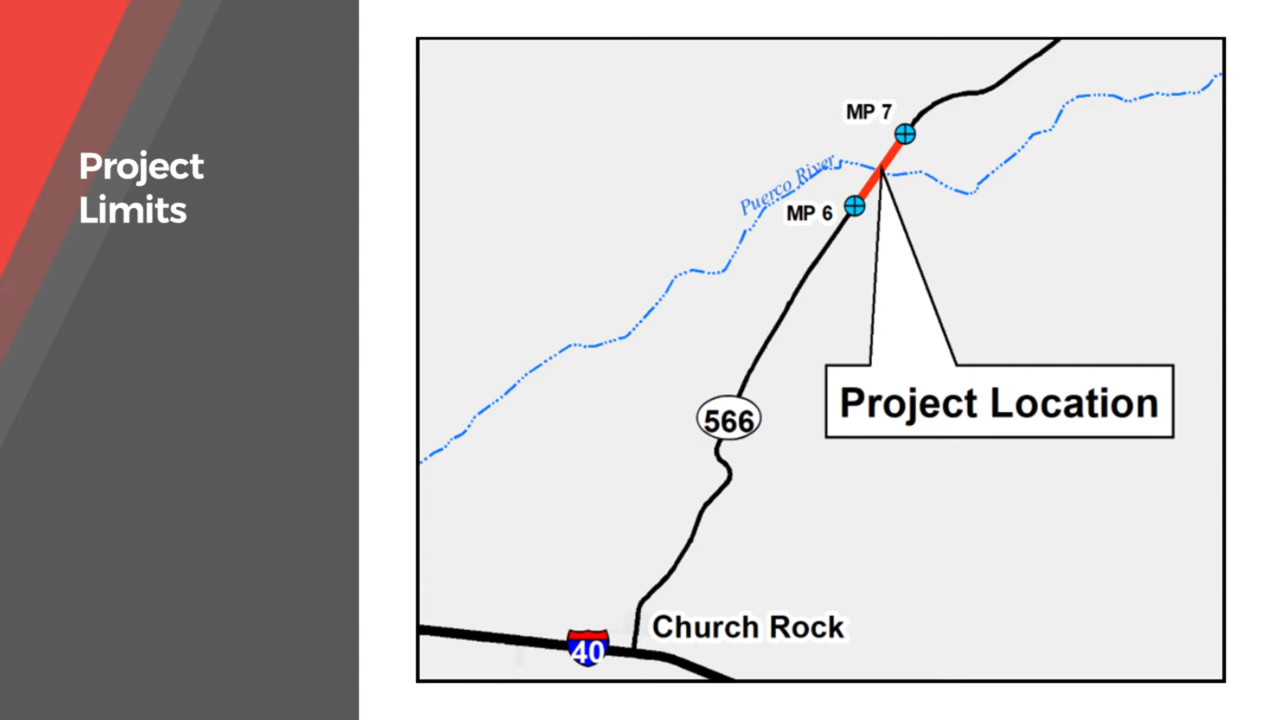 Project
Limits
MP 7
Puerco River
MP 6
Project Location
566
Church Rock
40